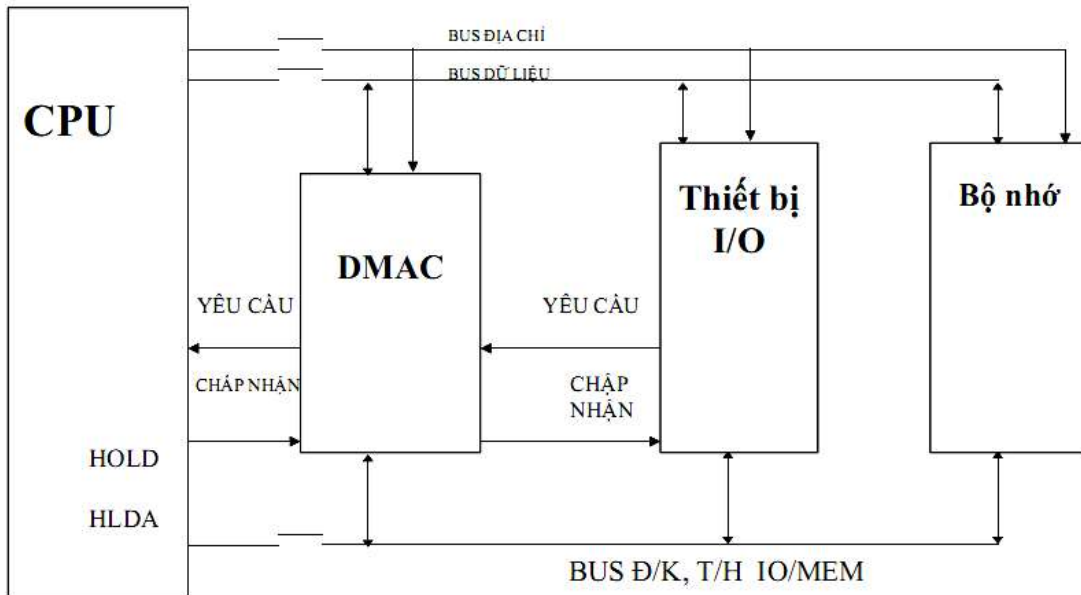 BUS ĐỊA CHỈ
BUS DỮ LIỆU
CPU
Thiết bị
I/O
Bộ nhớ
DMAC
YÊU CẦU
YÊU CẦU
CHẤP NHẬN
CHẬP
NHẬN
HOLD
HLDA
BUS Đ/K, T/H IO/MEM